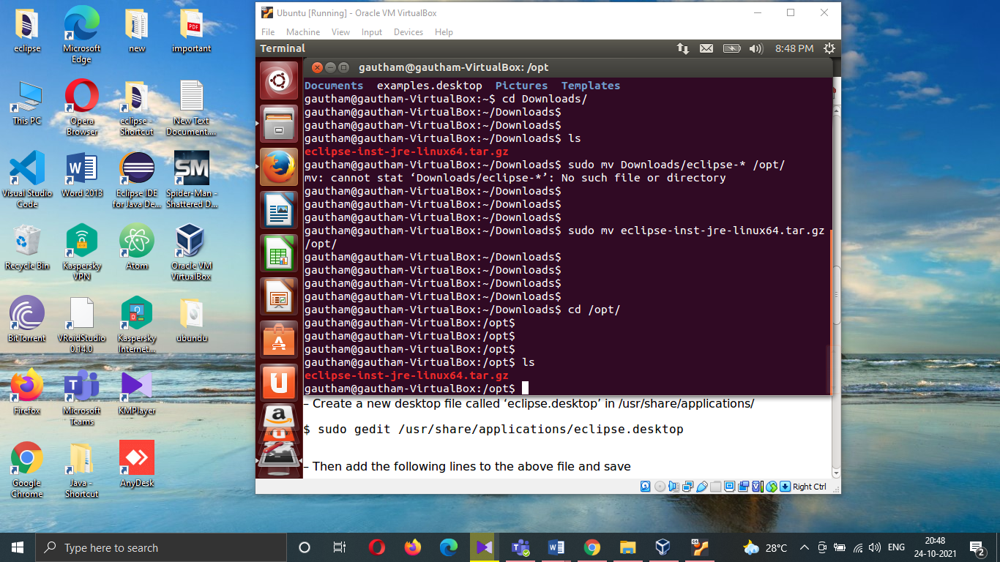 eclipse
Microsoft Edge
new
important
This PC
Opera Browser
eclipse - Shortcut
New Text Document....
Visual Studio Code
Word 2013
Eclipse IDE for Java De...
Spider-Man - Shattered D...
Recycle Bin
Kaspersky VPN
Atom
Oracle VM VirtualBox
BitTorrent
VRoidStudio 0.14.0
Kaspersky Internet...
ubundu
Firefox
Microsoft Teams
KMPlayer
Google Chrome
Java - Shortcut
AnyDesk
PDF
SM
Ubuntu [Running] - Oracle VM VirtualBox
File Machine View Input Devices Help
Terminal
8:48 PM
gautham@gautham-VirtualBox: /opt
Documents examples.desktop Pictures Templates
gautham@gautham-VirtualBox:~$ cd Downloads/
gautham@gautham-VirtualBox:~/Downloads$
gautham@gautham-VirtualBox:~/Downloads$
gautham@gautham-VirtualBox:~/Downloads$ ls
eclipse-inst-jre-linux64.tar.gz
gautham@gautham-VirtualBox:~/Downloads$ sudo mv Downloads/eclipse-* /opt/
mv: cannot stat ‘Downloads/eclipse-*’: No such file or directory
gautham@gautham-VirtualBox:~/Downloads$
gautham@gautham-VirtualBox:~/Downloads$
gautham@gautham-VirtualBox:~/Downloads$
gautham@gautham-VirtualBox:~/Downloads$ sudo mv eclipse-inst-jre-linux64.tar.gz
/opt/
gautham@gautham-VirtualBox:~/Downloads$
gautham@gautham-VirtualBox:~/Downloads$
gautham@gautham-VirtualBox:~/Downloads$
gautham@gautham-VirtualBox:~/Downloads$
gautham@gautham-VirtualBox:~/Downloads$ cd /opt/
gautham@gautham-VirtualBox:/opt$
gautham@gautham-VirtualBox:/opt$
gautham@gautham-VirtualBox:/opt$
gautham@gautham-VirtualBox:/opt$ ls
eclipse-inst-jre-linux64.tar.gz
gautham@gautham-VirtualBox:/opt$
– Create a new desktop file called ‘eclipse.desktop’ in /usr/share/applications/
$ sudo gedit /usr/share/applications/eclipse.desktop
– Then add the following lines to the above file and save
Right Ctrl
Type here to search
28°C
ENG
20:48
24-10-2021
2